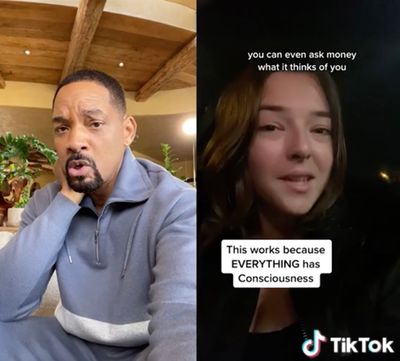 you can even ask money
what it thinks of you
This works because
EVERYTHING has
Consciousness
TikTok